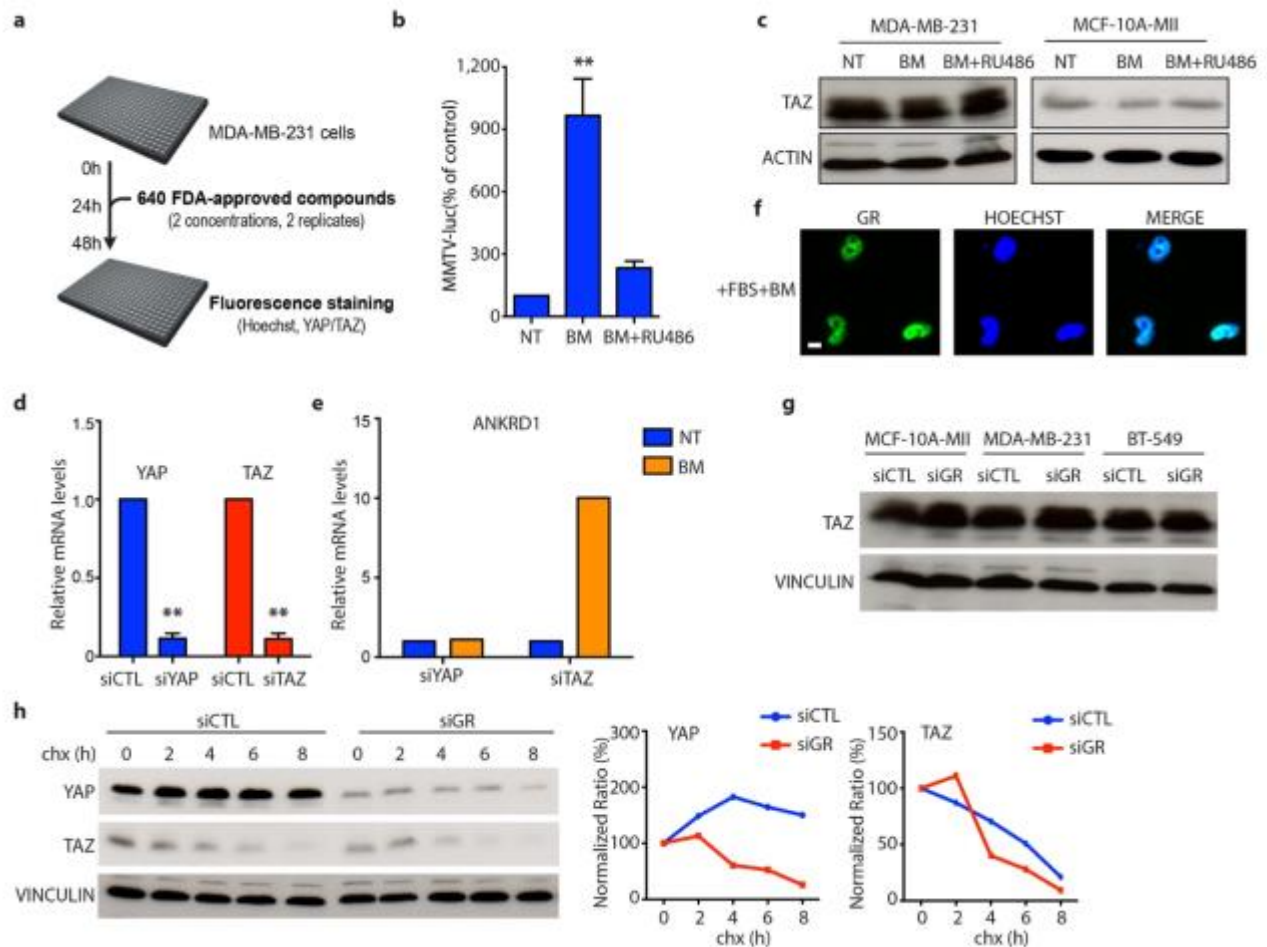 a
MDA-MB-231 cells
0h
24h
48h
640 FDA-approved compounds
(2 concentrations, 2 replicates)
Fluorescence staining
(Hoechst, YAP/TAZ)
b
MMTV-luc(% of control)
1,200
900
600
300
0
**
NT BM BM+RU486
c
MDA-MB-231 MCF-10A-MII
NT BM BM+RU486 NT BM BM+RU486
TAZ
ACTIN
f
GR HOECHST MERGE
+FBS+BM
d
Relative mRNA levels
1.5
1.0
0.5
0
YAP TAZ
** **
siCTL siYAP siCTL siTAZ
e
ANKRD1
Relative mRNA levels
15
10
5
0
siYAP siTAZ
NT
BM
g
MCF-10A-MII MDA-MB-231 BT-549
siCTL siGR siCTL siGR siCTL siGR
TAZ
VINCULIN
h
siCTL siGR
chx (h) 0 2 4 6 8 0 2 4 6 8
YAP
TAZ
VINCULIN
YAP
siCTL
siGR
Normalized Ratio (%)
300
200
100
0
0 2 4 6 8
chx (h)
TAZ
siCTL
siGR
Normalized Ratio (%)
150
100
50
0
0 2 4 6 8
chx (h)